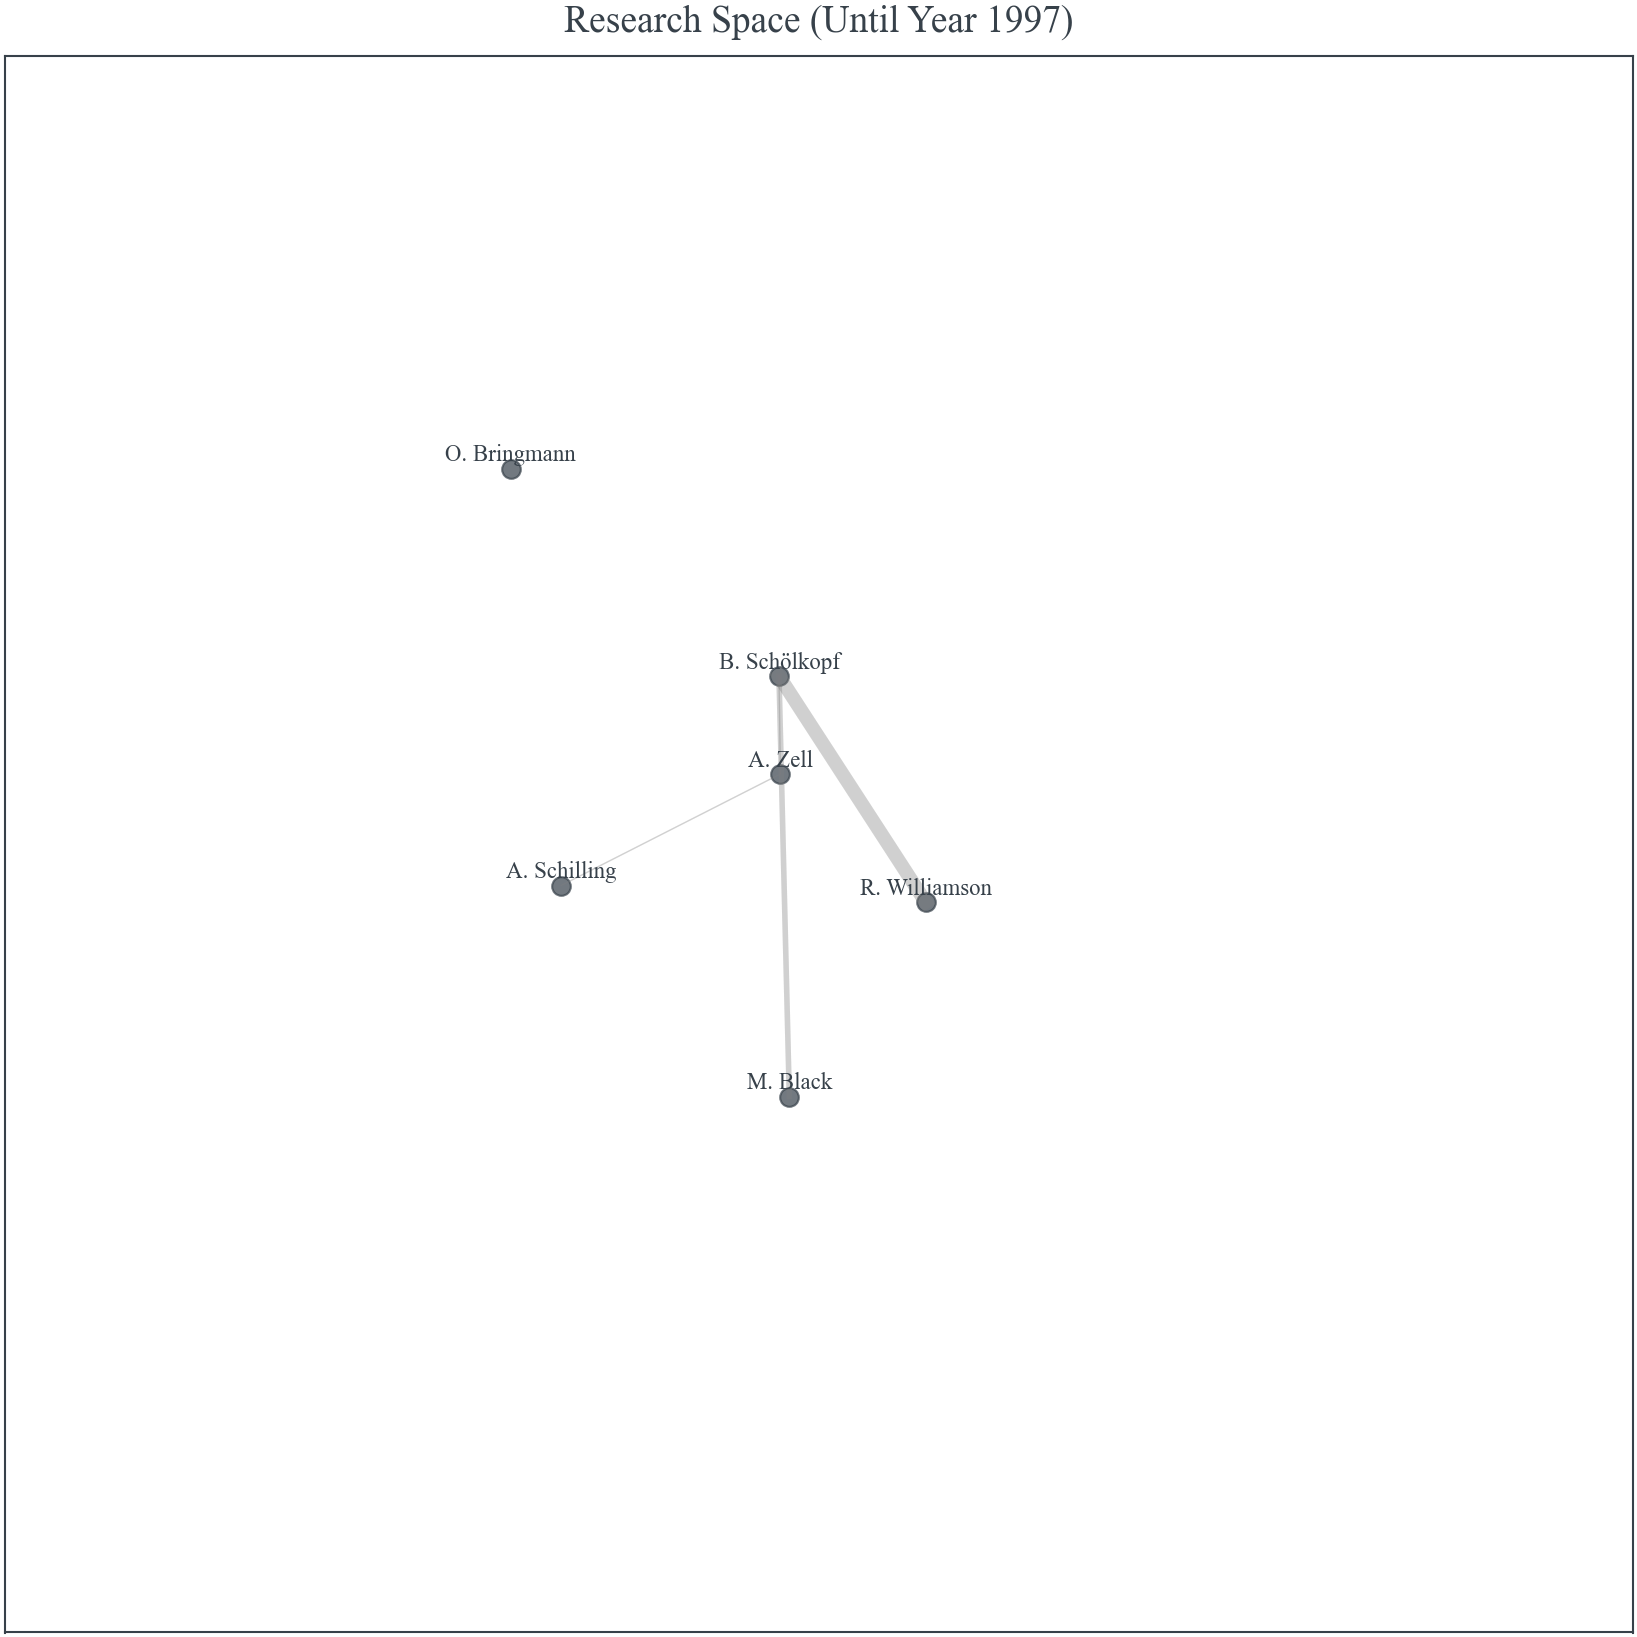 Research Space (Until Year 1997)
O. Bringmann
B. Schölkopf
A. Zell
A. Schilling
R. Williamson
M. Black